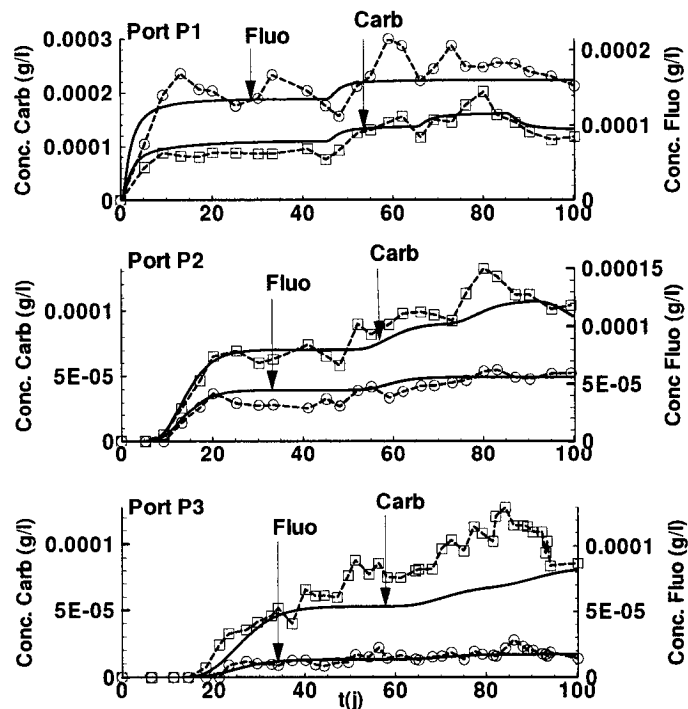 Port P1
Fluo
Carb
Conc. Carb (g/l)
0.0003
0.0002
0.0001
0
0.0002
0.0001
0
Conc. Fluo (g/l)
0 20 40 60 80 100
Port P2
Fluo
Carb
Conc. Carb (g/l)
0.0001
5E-05
0
0.00015
0.0001
5E-05
0
Conc Fluo (g/l)
0 20 40 60 80 100
Port P3
Fluo
Carb
Conc. Carb (g/l)
0.0001
5E-05
0
0.0001
5E-05
0
Conc. Fluo (g/l)
0 20 40 60 80 100
t(j)